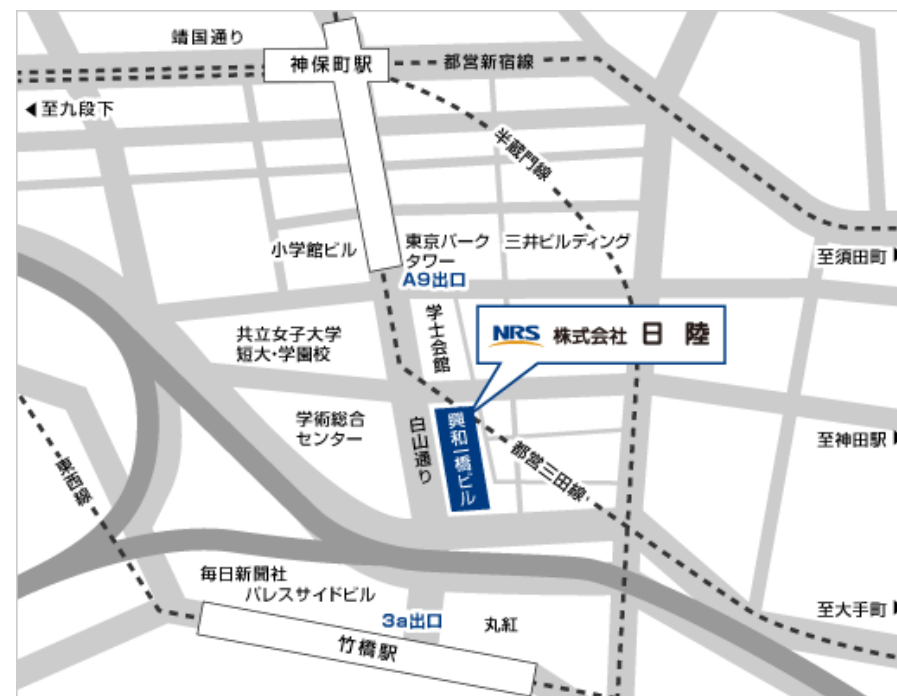 靖国通り
神保町駅
都営新宿線
◀至九段下
半蔵門線
小学館ビル
東京パーク
タワー
三井ビルディング
至須田町▶
A9出口
学士会館
NRS 株式会社 日陸
共立女子大学
短大・学園校
学術総合
センター
白山通り
興和一橋ビル
都営三田線
至神田駅▶
東西線
毎日新聞社
パレスサイドビル
3a出口
丸紅
至大手町▶
竹橋駅